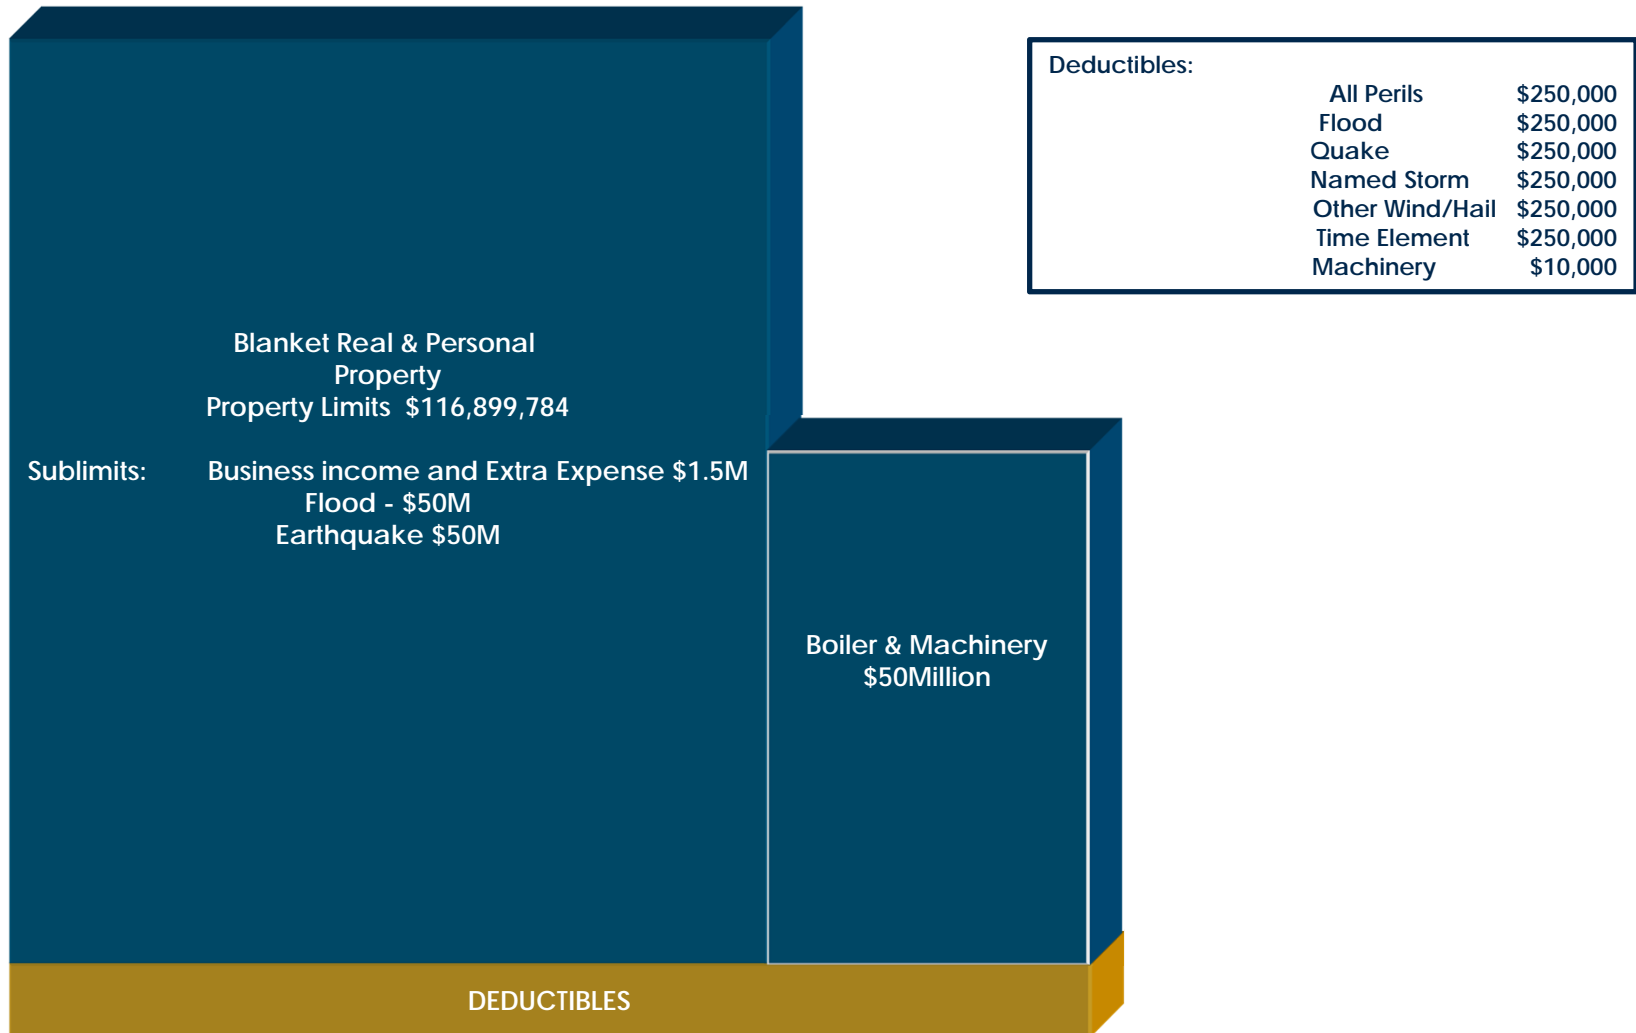 Deductibles:
All Perils $250,000
Flood $250,000
Quake $250,000
Named Storm $250,000
Other Wind/Hail $250,000
Time Element $250,000
Machinery $10,000
Blanket Real & Personal
Property
Property Limits $116,899,784
Sublimits: Business income and Extra Expense $1.5M
Flood - $50M
Earthquake $50M
Boiler & Machinery
$50Million
DEDUCTIBLES